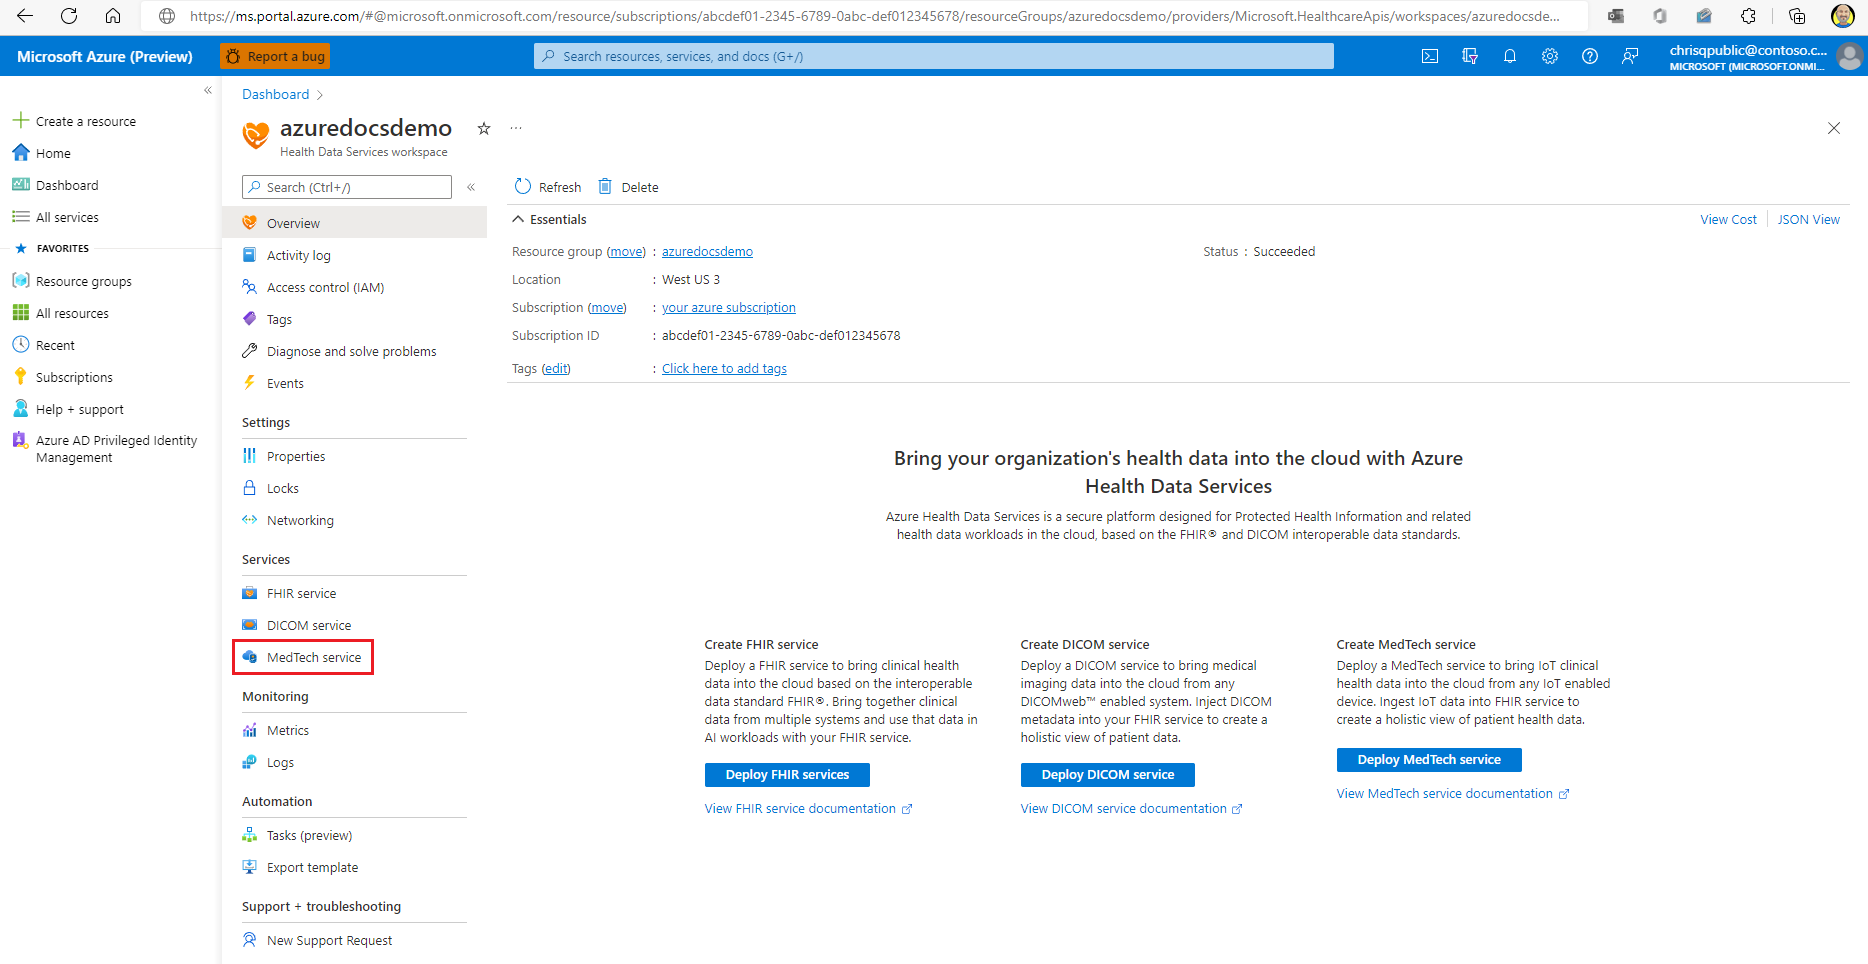 https://ms.portal.azure.com/#@microsoft.onmicrosoft.com/resource/subscriptions/abcdef01-2345-6789-0abc-def012345678/resourceGroups/azuredocsdemo/providers/Microsoft.HealthcareApis/workspaces/azuredocsde...
Microsoft Azure (Preview)
Report a bug
Search resources, services, and docs (G+/)
chrisqpublic@contoso.c...
MICROSOFT (MICROSOFT.ONMI...
Create a resource
Home
Dashboard
All services
FAVORITES
Resource groups
All resources
Recent
Subscriptions
Help + support
Azure AD Privileged Identity
Management
Dashboard
azuredocsdemo
Health Data Services workspace
Search (Ctrl+/)
Overview
Activity log
Access control (IAM)
Tags
Diagnose and solve problems
Events
Settings
Properties
Locks
Networking
Services
FHIR service
DICOM service
MedTech service
Monitoring
Metrics
Logs
Automation
Tasks (preview)
Export template
Support + troubleshooting
New Support Request
Refresh
Delete
Essentials
View Cost
JSON View
Resource group (move) : azuredocsdemo
Status : Succeeded
Location : West US 3
Subscription (move) : your azure subscription
Subscription ID : abcdef01-2345-6789-0abc-def012345678
Tags (edit) : Click here to add tags
Bring your organization's health data into the cloud with Azure
Health Data Services
Azure Health Data Services is a secure platform designed for Protected Health Information and related
health data workloads in the cloud, based on the FHIR® and DICOM interoperable data standards.
Create FHIR service
Deploy a FHIR service to bring clinical health
data into the cloud based on the interoperable
data standard FHIR®. Bring together clinical
data from multiple systems and use that data in
AI workloads with your FHIR service.
Deploy FHIR services
View FHIR service documentation
Create DICOM service
Deploy a DICOM service to bring medical
imaging data into the cloud from any
DICOMweb™ enabled system. Inject DICOM
metadata into your FHIR service to create a
holistic view of patient data.
Deploy DICOM service
View DICOM service documentation
Create MedTech service
Deploy a MedTech service to bring IoT clinical
health data into the cloud from any IoT enabled
device. Ingest IoT data into FHIR service to
create a holistic view of patient health data.
Deploy MedTech service
View MedTech service documentation